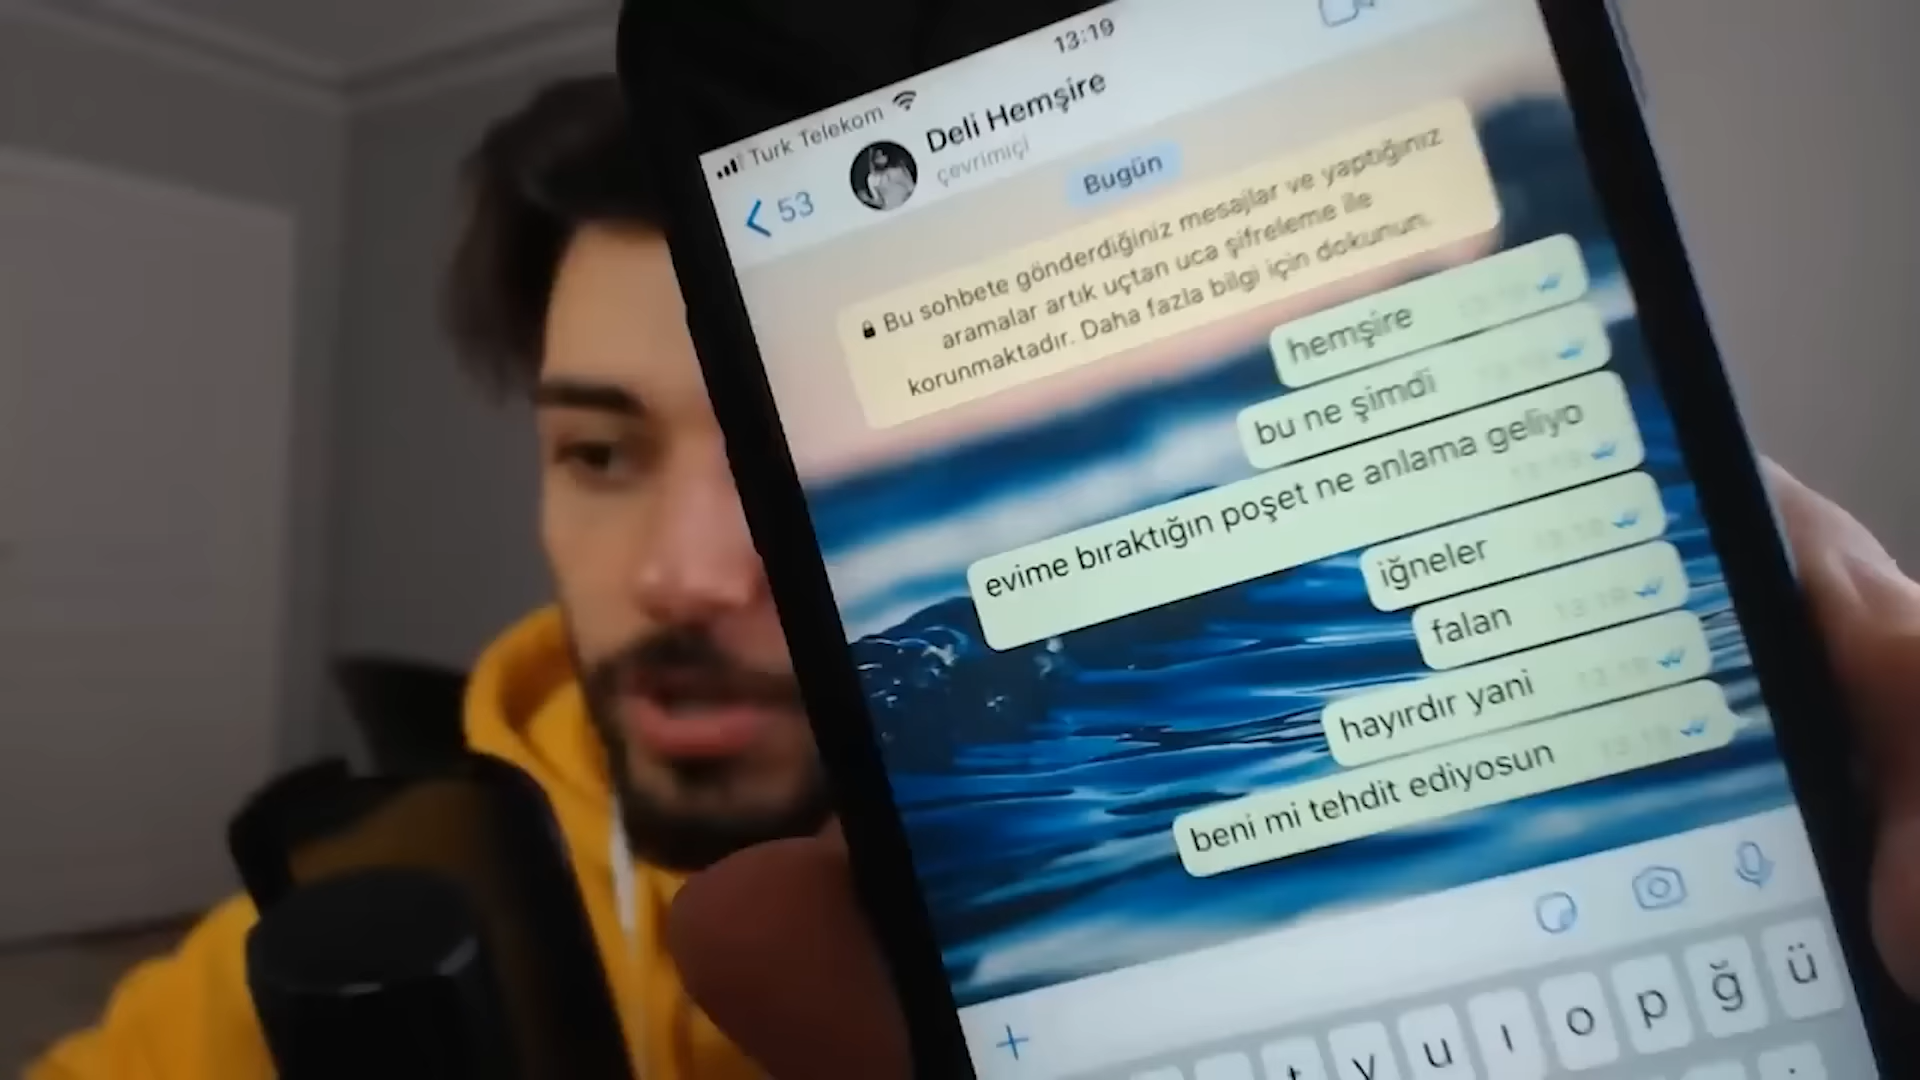 13:19
Turk Telekom
53
Deli Hemşire
çevrimiçi
Bugün
Bu sohbete gönderdiğiniz mesajlar ve yaptığınız
aramalar artık uçtan uca şifreleme ile
korunmaktadır. Daha fazla bilgi için dokunun.
hemşire
bu ne şimdi
evime bıraktığın poşet ne anlama geliyo
iğneler
falan
hayırdır yani
beni mi tehdit ediyosun
t y u ı o p ğ ü